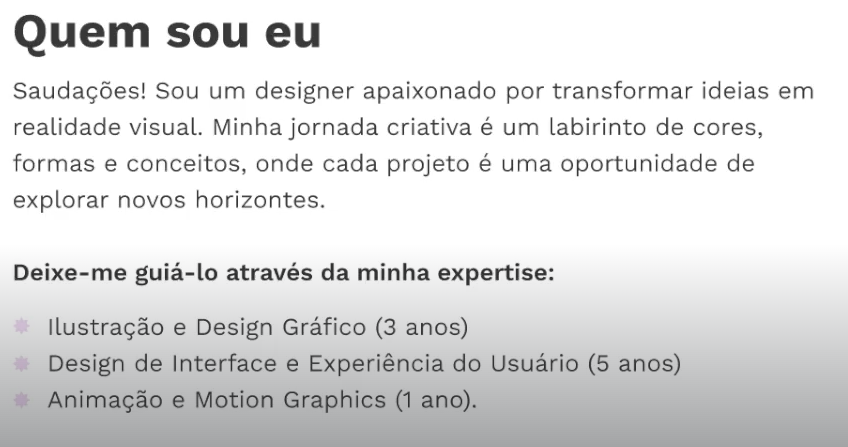 Quem sou eu
Saudações! Sou um designer apaixonado por transformar ideias em
realidade visual. Minha jornada criativa é um labirinto de cores,
formas e conceitos, onde cada projeto é uma oportunidade de
explorar novos horizontes.
Deixe-me guiá-lo através da minha expertise:
Ilustração e Design Gráfico (3 anos)
Design de Interface e Experiência do Usuário (5 anos)
Animação e Motion Graphics (1 ano).